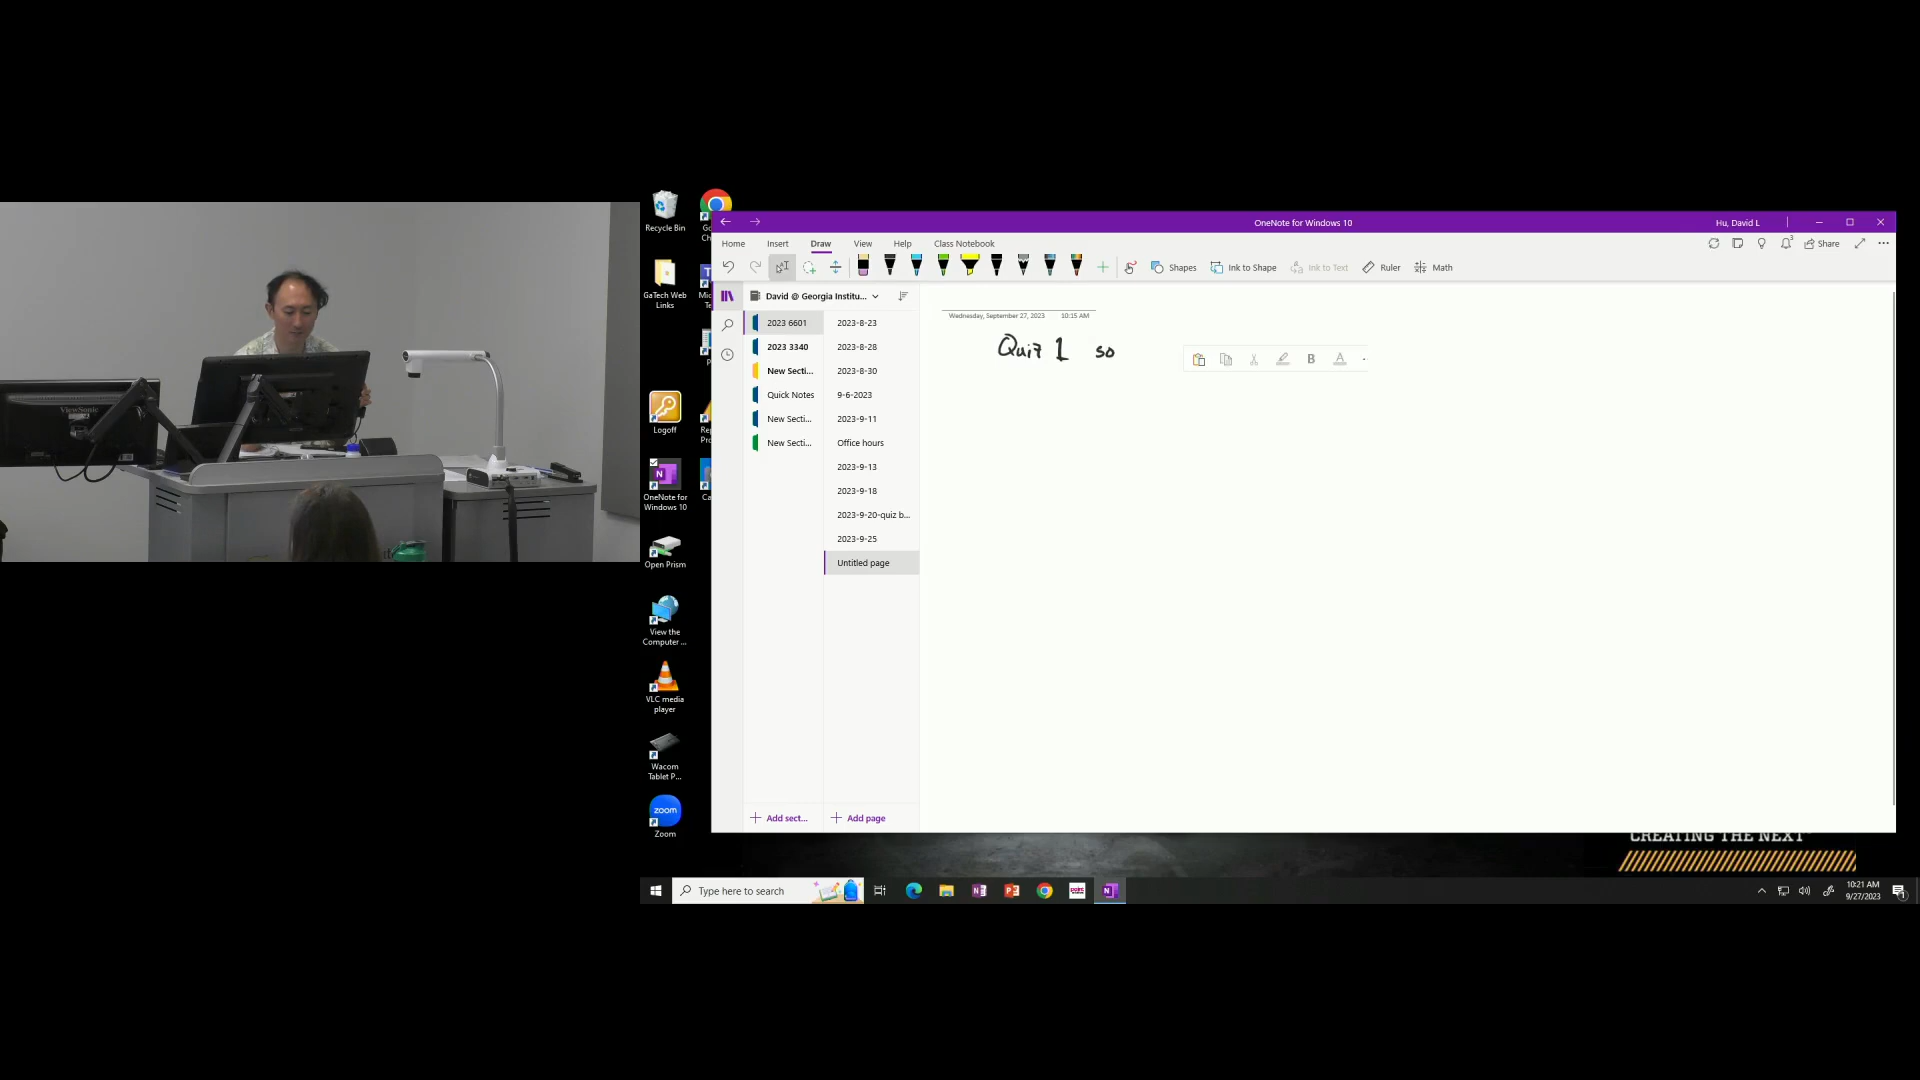 Recycle Bin
GaTech Web
Links
Logoff
OneNote for
Windows 10
Open Prism
View the
Computer ...
VLC media
player
Wacom
Tablet P...
zoom
Zoom
OneNote for Windows 10
Hu, David L
Home Insert Draw View Help Class Notebook
Share
Shapes Ink to Shape Ink to Text Ruler Math
David @ Georgia Institu...
2023 6601
2023 3340
New Secti...
Quick Notes
New Secti...
New Secti...
2023-8-23
2023-8-28
2023-8-30
9-6-2023
2023-9-11
Office hours
2023-9-13
2023-9-18
2023-9-20-quiz b...
2023-9-25
Untitled page
Add sect...
Add page
Wednesday, September 27, 2023 10:15 AM
Quiz 1 so
B A
CREATING THE NEXT
Type here to search
10:21 AM
9/27/2023
ViewSonic